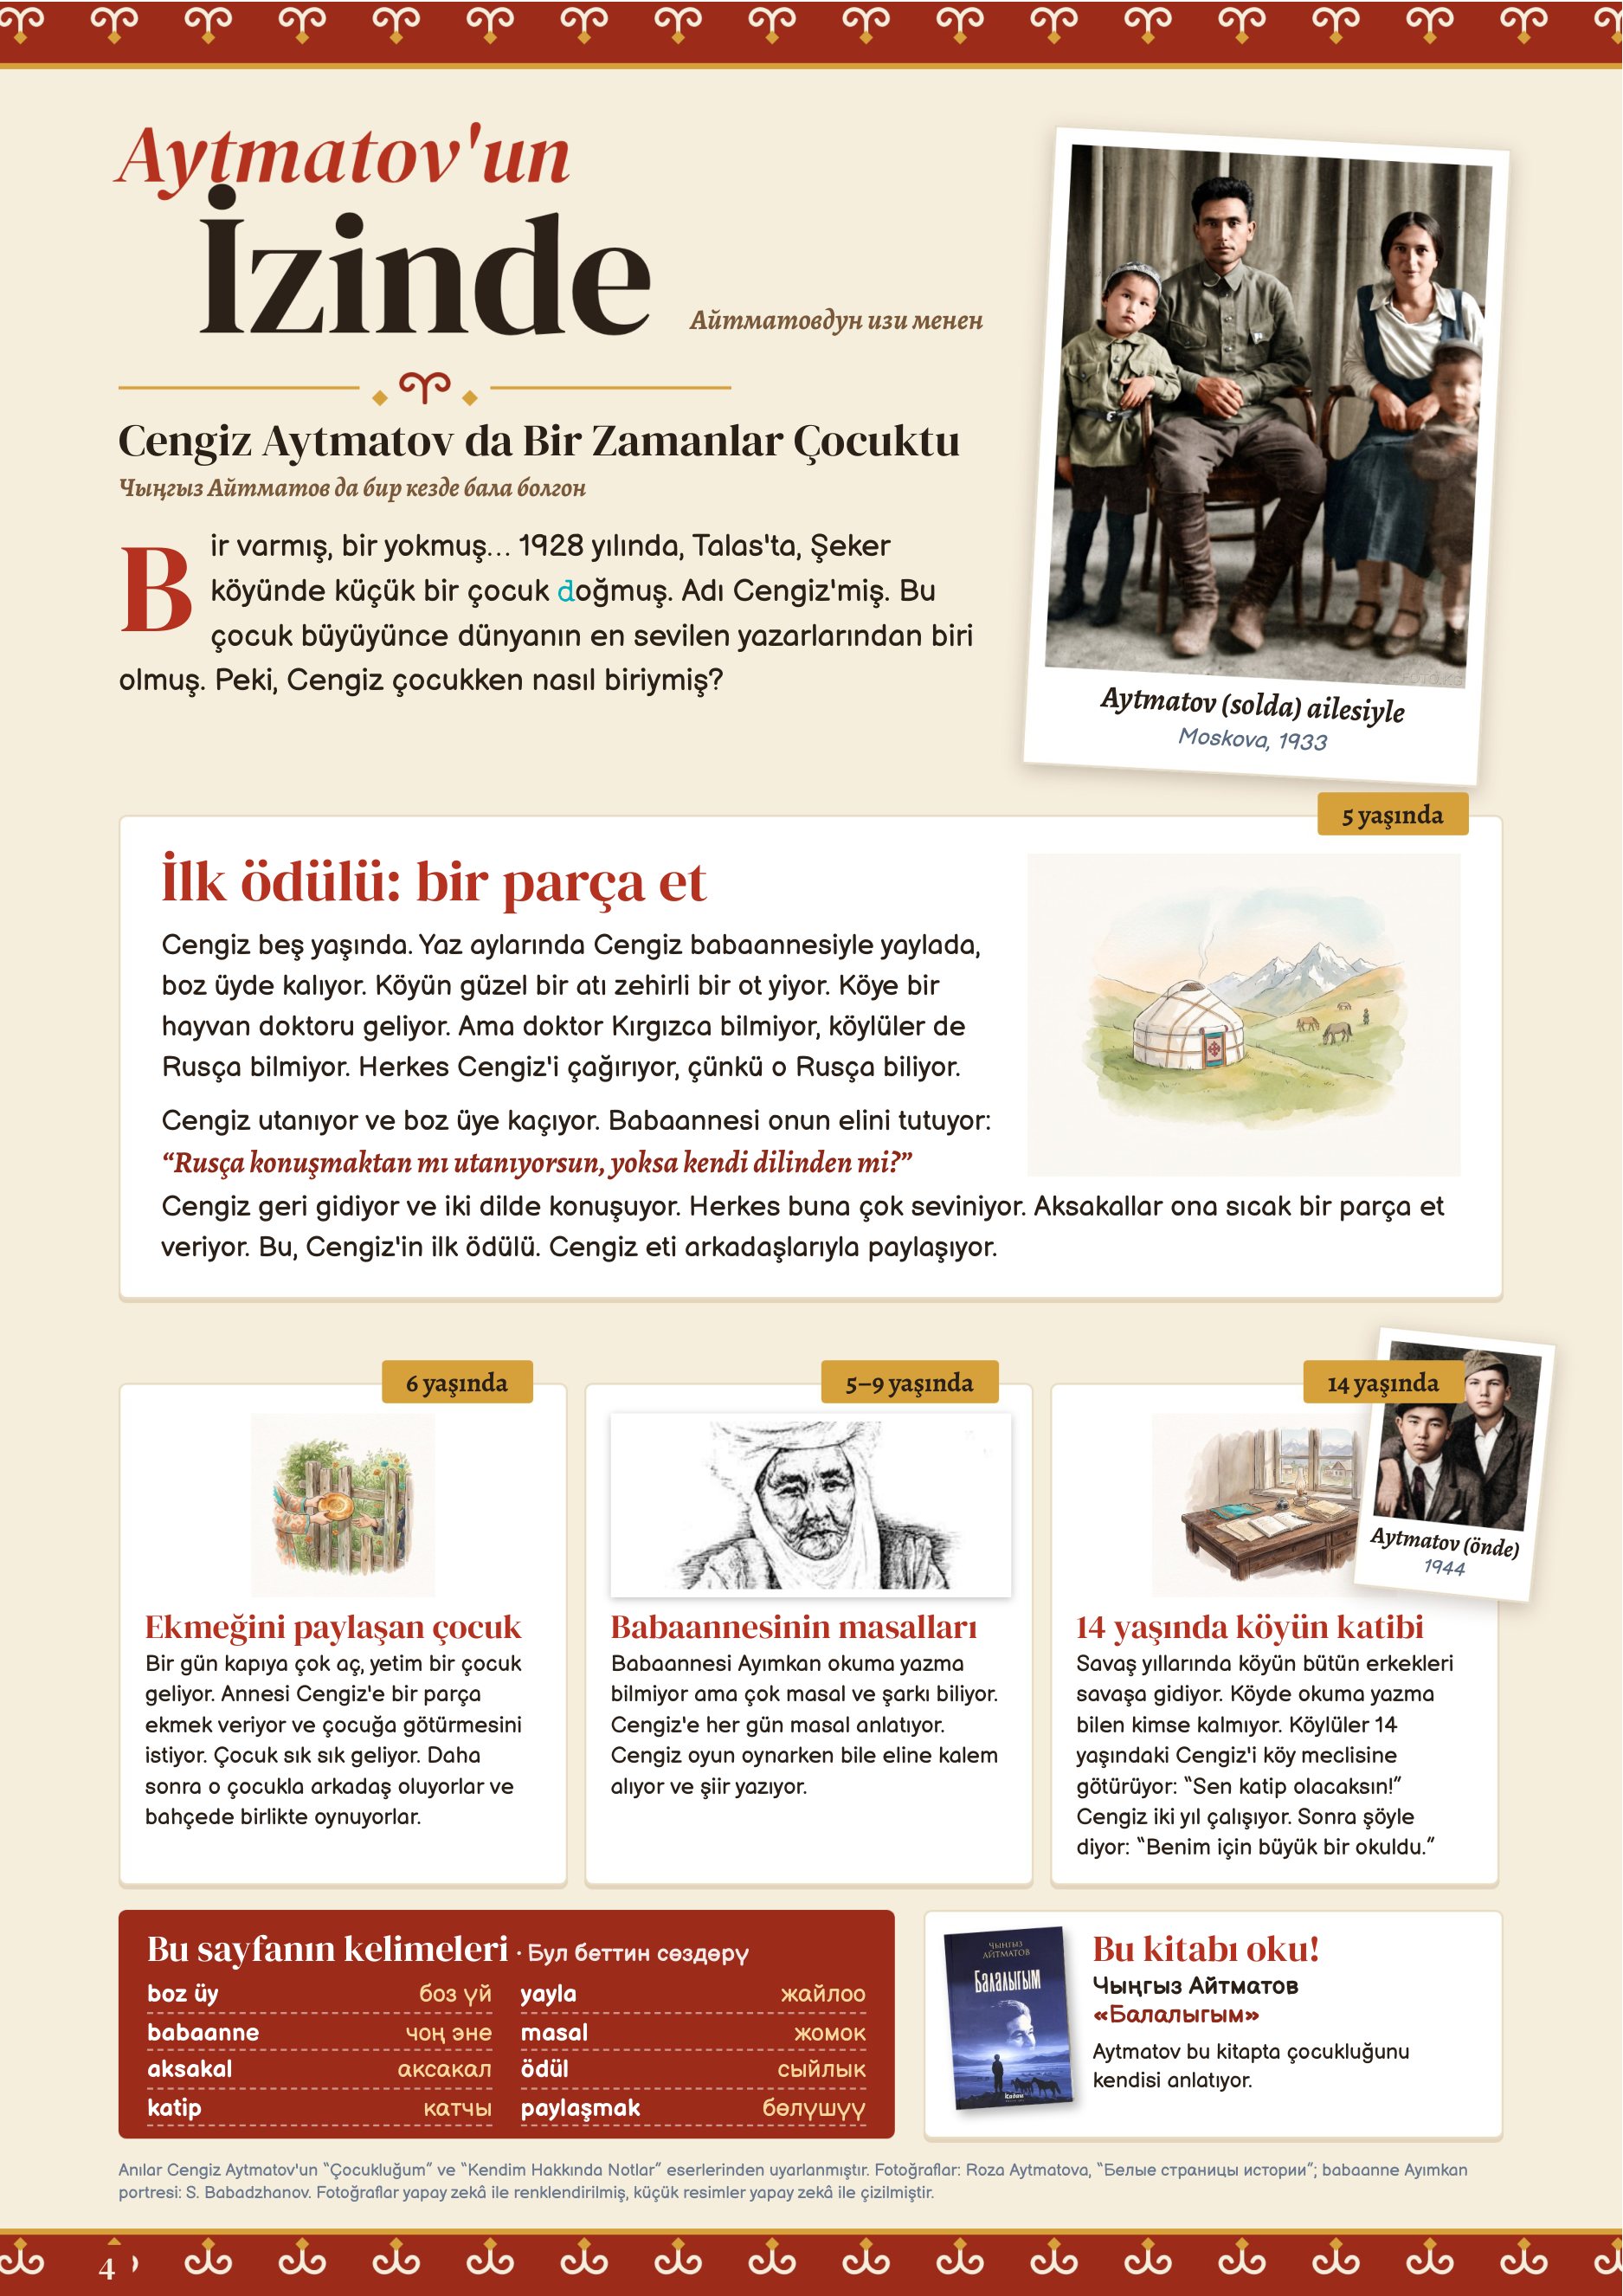 Aytmatov'un
İzinde
Айтматовдун изи менен
Cengiz Aytmatov da Bir Zamanlar Çocuktu
Чыңгыз Айтматов да бир кезде бала болгон
Bir varmış, bir yokmuş... 1928 yılında, Talas'ta, Şeker
köyünde küçük bir çocuk doğmuş. Adı Cengiz'miş. Bu
çocuk büyüyünce dünyanın en sevilen yazarlarından biri
olmuş. Peki, Cengiz çocukken nasıl biriymiş?
FOTO.KG
Aytmatov (solda) ailesiyle
Moskova, 1933
5 yaşında
İlk ödülü: bir parça et
Cengiz beş yaşında. Yaz aylarında Cengiz babaannesiyle yaylada,
boz üyde kalıyor. Köyün güzel bir atı zehirli bir ot yiyor. Köye bir
hayvan doktoru geliyor. Ama doktor Kırgızca bilmiyor, köylüler de
Rusça bilmiyor. Herkes Cengiz'i çağırıyor, çünkü o Rusça biliyor.
Cengiz utanıyor ve boz üye kaçıyor. Babaannesi onun elini tutuyor:
“Rusça konuşmaktan mı utanıyorsun, yoksa kendi dilinden mi?”
Cengiz geri gidiyor ve iki dilde konuşuyor. Herkes buna çok seviniyor. Aksakallar ona sıcak bir parça et
veriyor. Bu, Cengiz'in ilk ödülü. Cengiz eti arkadaşlarıyla paylaşıyor.
6 yaşında
Ekmeğini paylaşan çocuk
Bir gün kapıya çok aç, yetim bir çocuk
geliyor. Annesi Cengiz'e bir parça
ekmek veriyor ve çocuğa götürmesini
istiyor. Çocuk sık sık geliyor. Daha
sonra o çocukla arkadaş oluyorlar ve
bahçede birlikte oynuyorlar.
5–9 yaşında
Babaannesinin masalları
Babaannesi Ayımkan okuma yazma
bilmiyor ama çok masal ve şarkı biliyor.
Cengiz'e her gün masal anlatıyor.
Cengiz oyun oynarken bile eline kalem
alıyor ve şiir yazıyor.
14 yaşında
Aytmatov (önde)
1944
14 yaşında köyün katibi
Savaş yıllarında köyün bütün erkekleri
savaşa gidiyor. Köyde okuma yazma
bilen kimse kalmıyor. Köylüler 14
yaşındaki Cengiz'i köy meclisine
götürüyor: “Sen katip olacaksın!”
Cengiz iki yıl çalışıyor. Sonra şöyle
diyor: “Benim için büyük bir okuldu.”
Bu sayfanın kelimeleri · Бул беттин сөздөрү
boz üy боз үй
babaanne чоң эне
aksakal аксакал
katip катчы
yayla жайлоо
masal жомок
ödül сыйлык
paylaşmak бөлүшүү
ЧЫНГЫЗ
АЙТМАТОВ
Балалыгым
Bu kitabı oku!
Чыңгыз Айтматов
«Балалыгым»
Aytmatov bu kitapta çocukluğunu
kendisi anlatıyor.
Anılar Cengiz Aytmatov'un “Çocukluğum” ve “Kendim Hakkında Notlar” eserlerinden uyarlanmıştır. Fotoğraflar: Roza Aytmatova, “Белые страницы истории”; babaanne Ayımkan
portresi: S. Babadzhanov. Fotoğraflar yapay zekâ ile renklendirilmiş, küçük resimler yapay zekâ ile çizilmiştir.
4